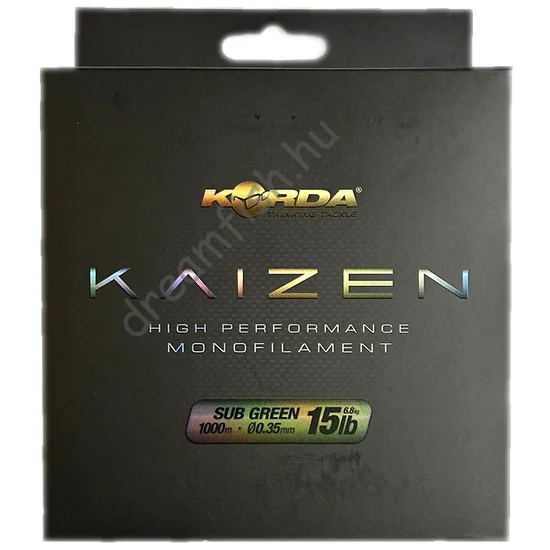 KORDA®
THINKING TACKLE
KAIZEN
HIGH PERFORMANCE
MONOFILAMENT
SUB GREEN
1000m • Ø0.35mm
15lb
6.8kg
dreamfish.hu